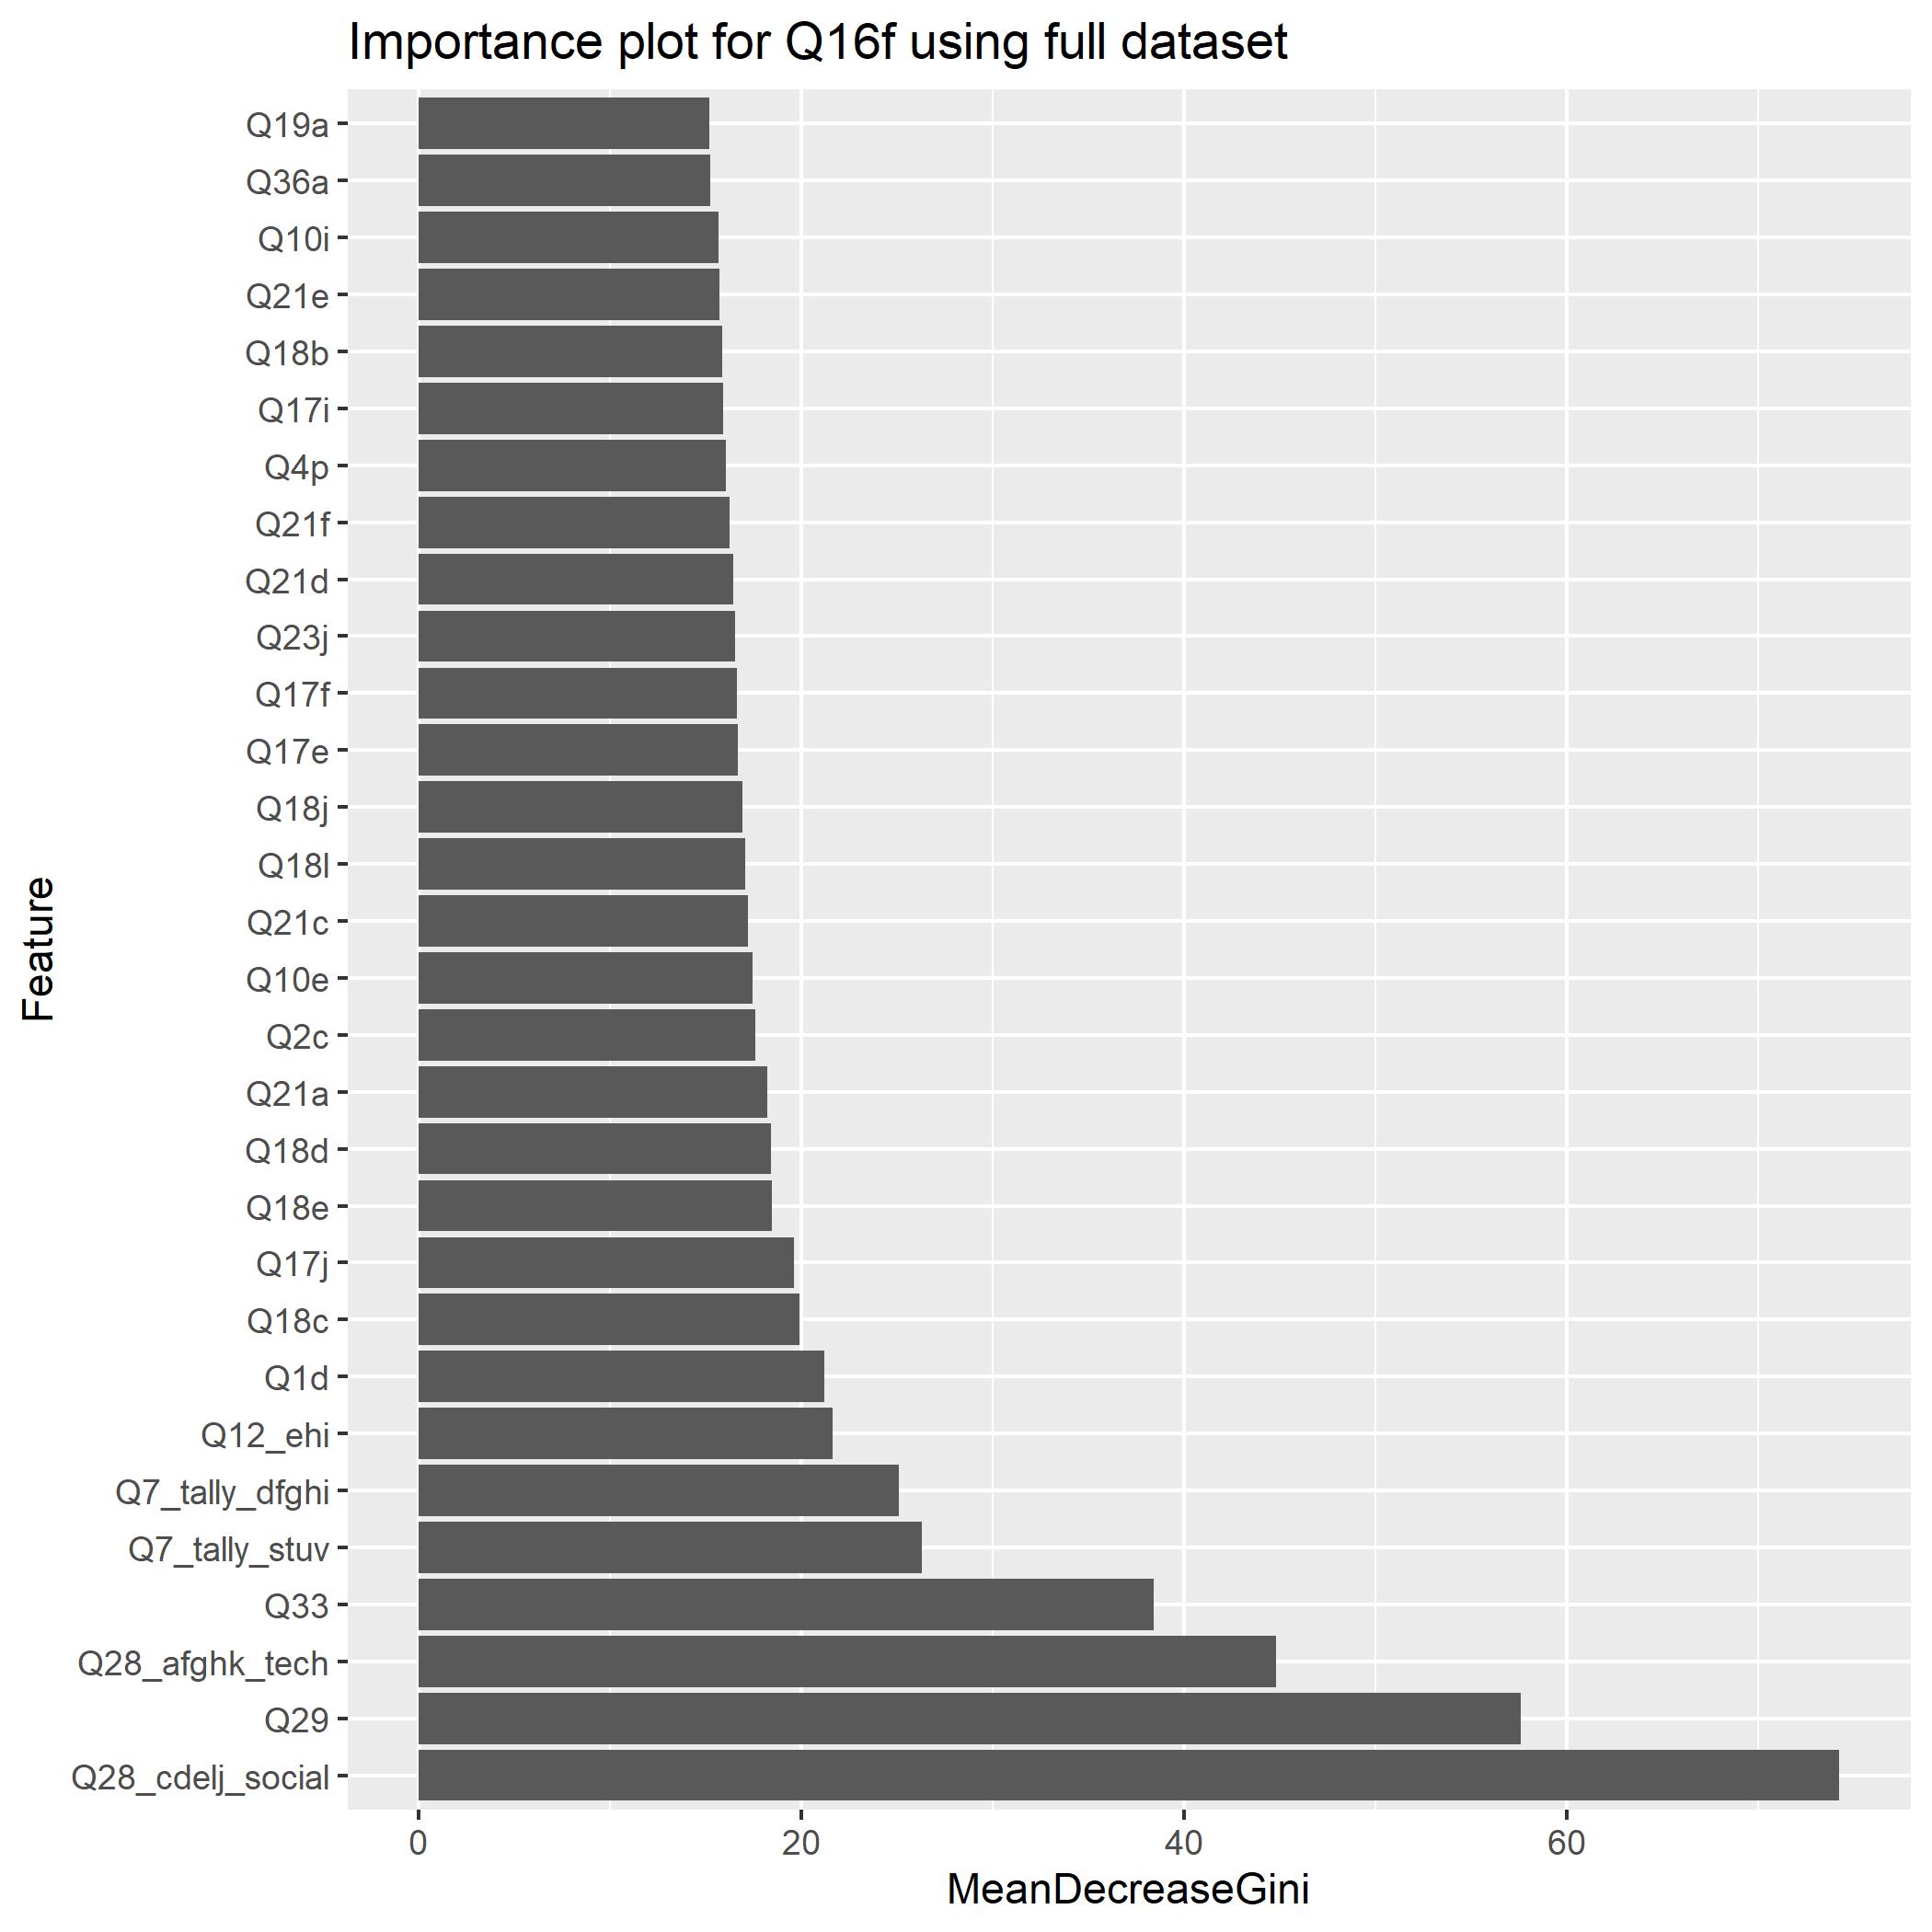 Importance plot for Q16f using full dataset
Q19a
Q36a
Q10i
Q21e
Q18b
Q17i
Q4p
Q21f
Q21d
Q23j
Q17f
Q17e
Q18j
Q18l
Q21c
Q10e
Q2c
Q21a
Q18d
Q18e
Q17j
Q18c
Q1d
Q12_ehi
Q7_tally_dfghi
Q7_tally_stuv
Q33
Q28_afghk_tech
Q29
Q28_cdelj_social
Feature
0 20 40 60
MeanDecreaseGini